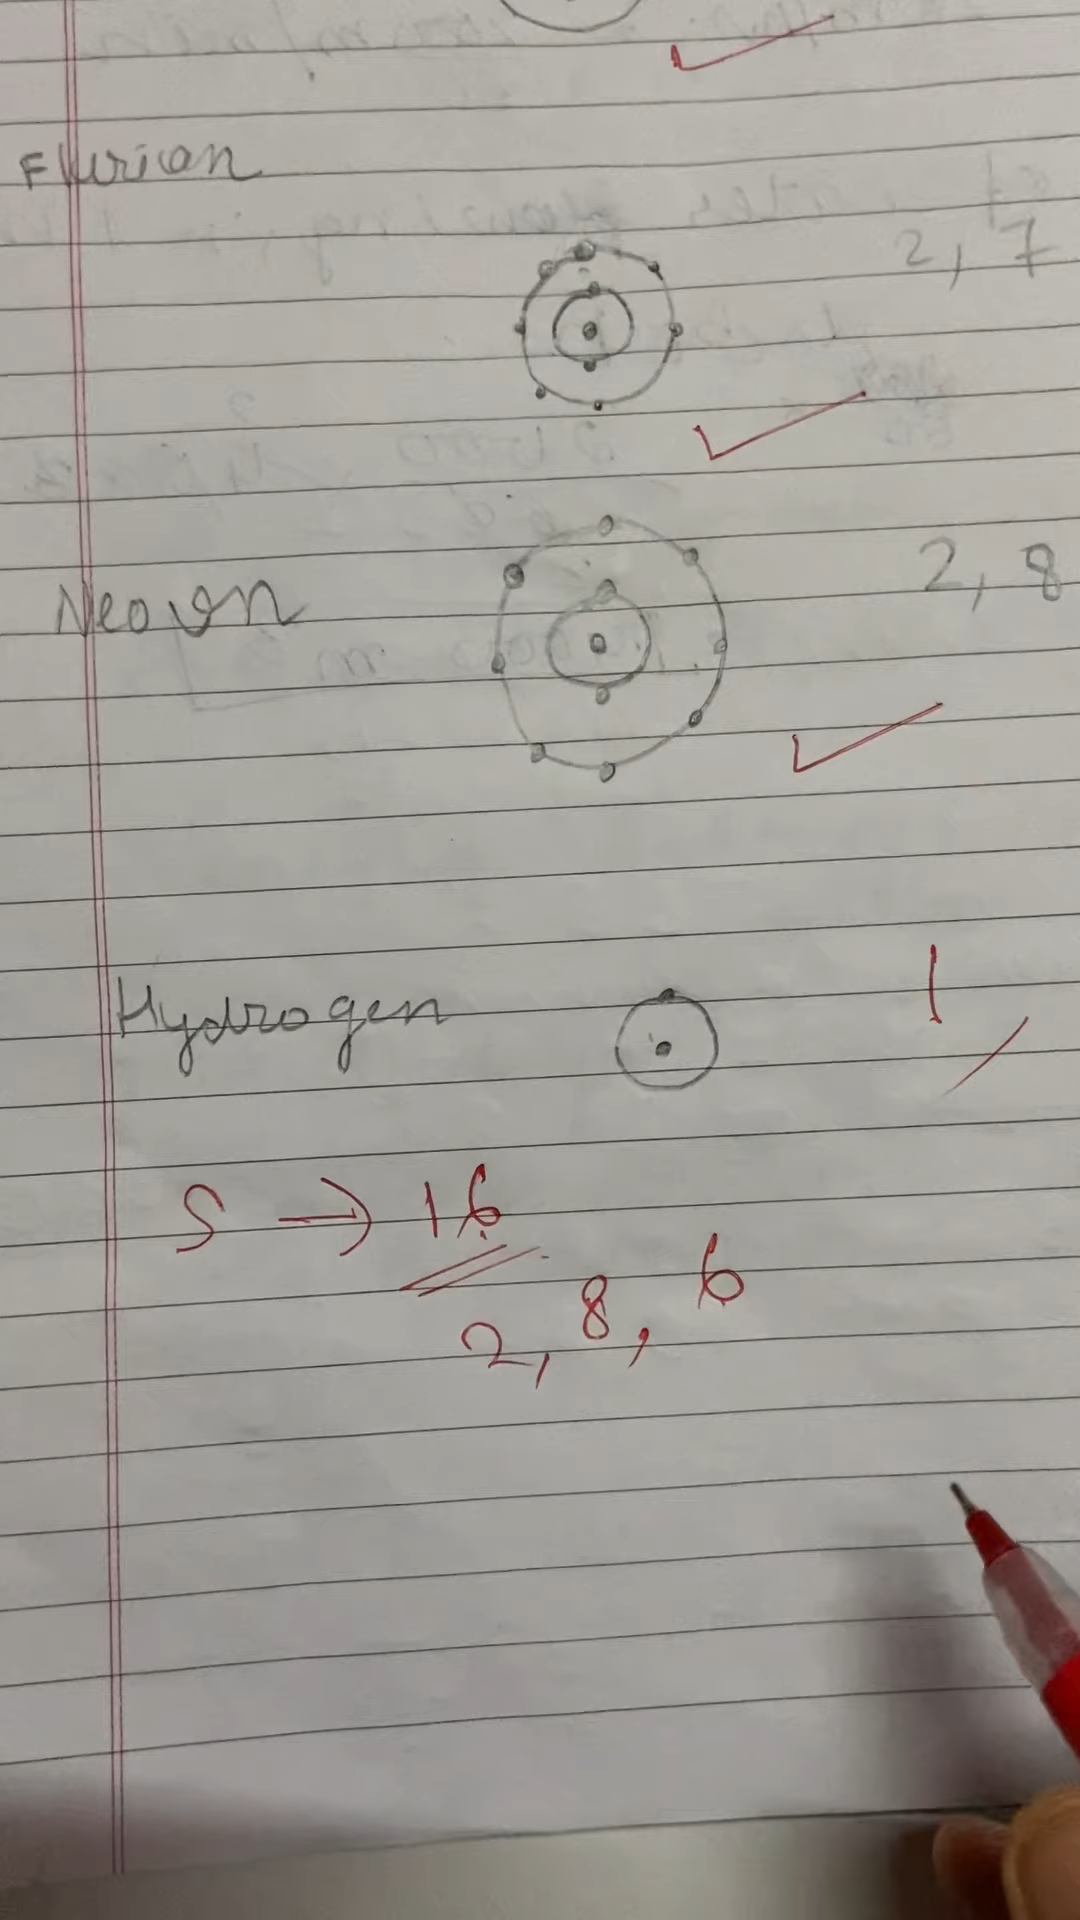 Flurion
2, 7
Neoon
2, 8
Hydrogen
1
S → 16
2, 8, 6